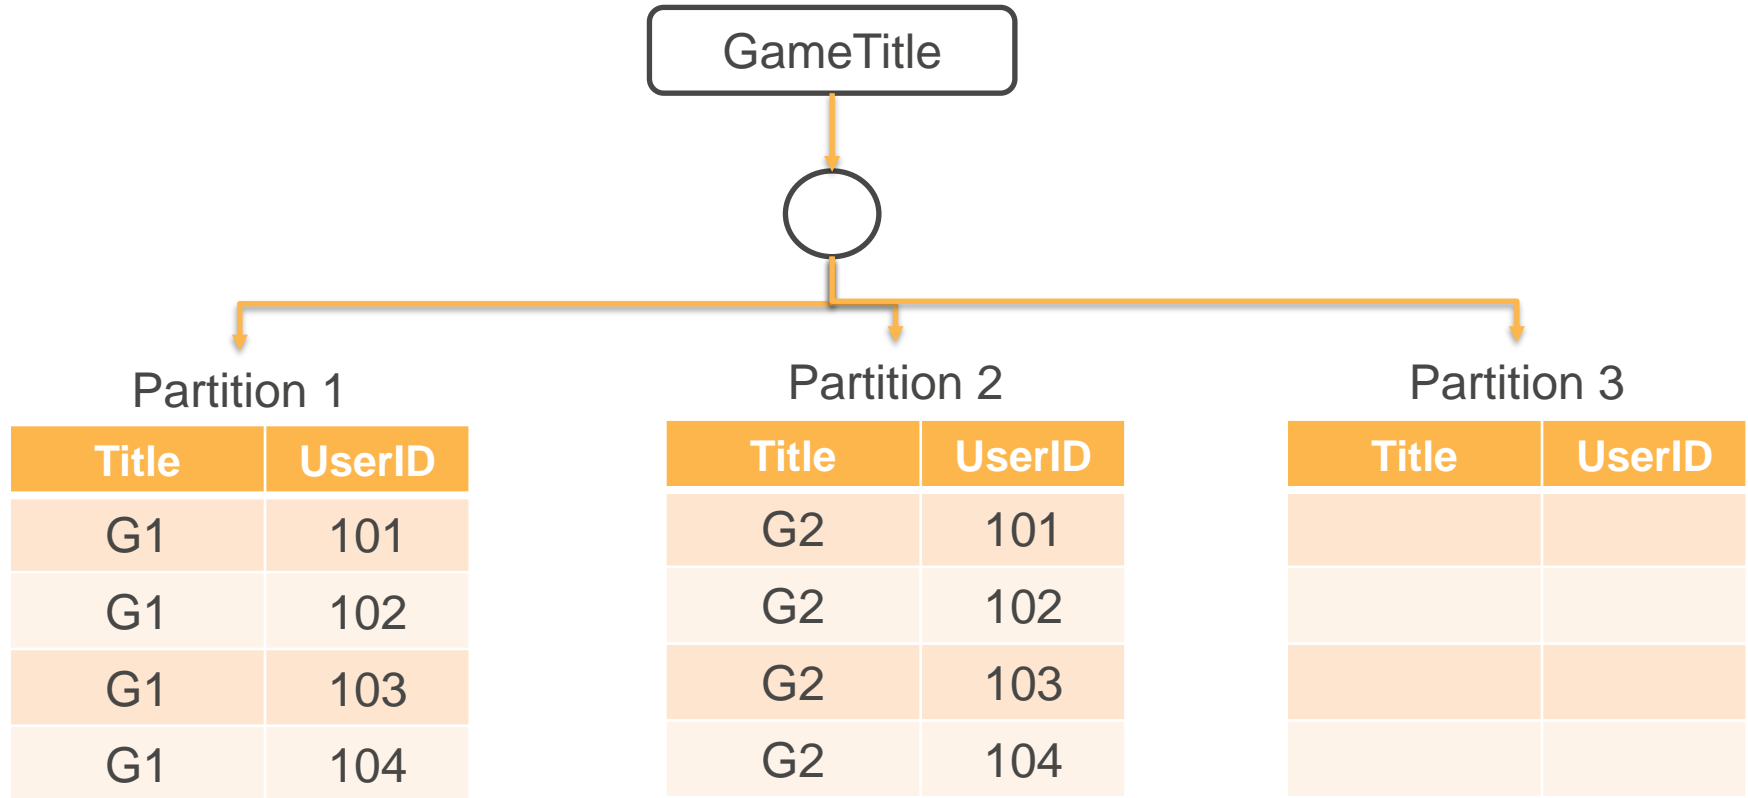 GameTitle
Partition 1
Title UserID
G1 101
G1 102
G1 103
G1 104
Partition 2
Title UserID
G2 101
G2 102
G2 103
G2 104
Partition 3
Title UserID